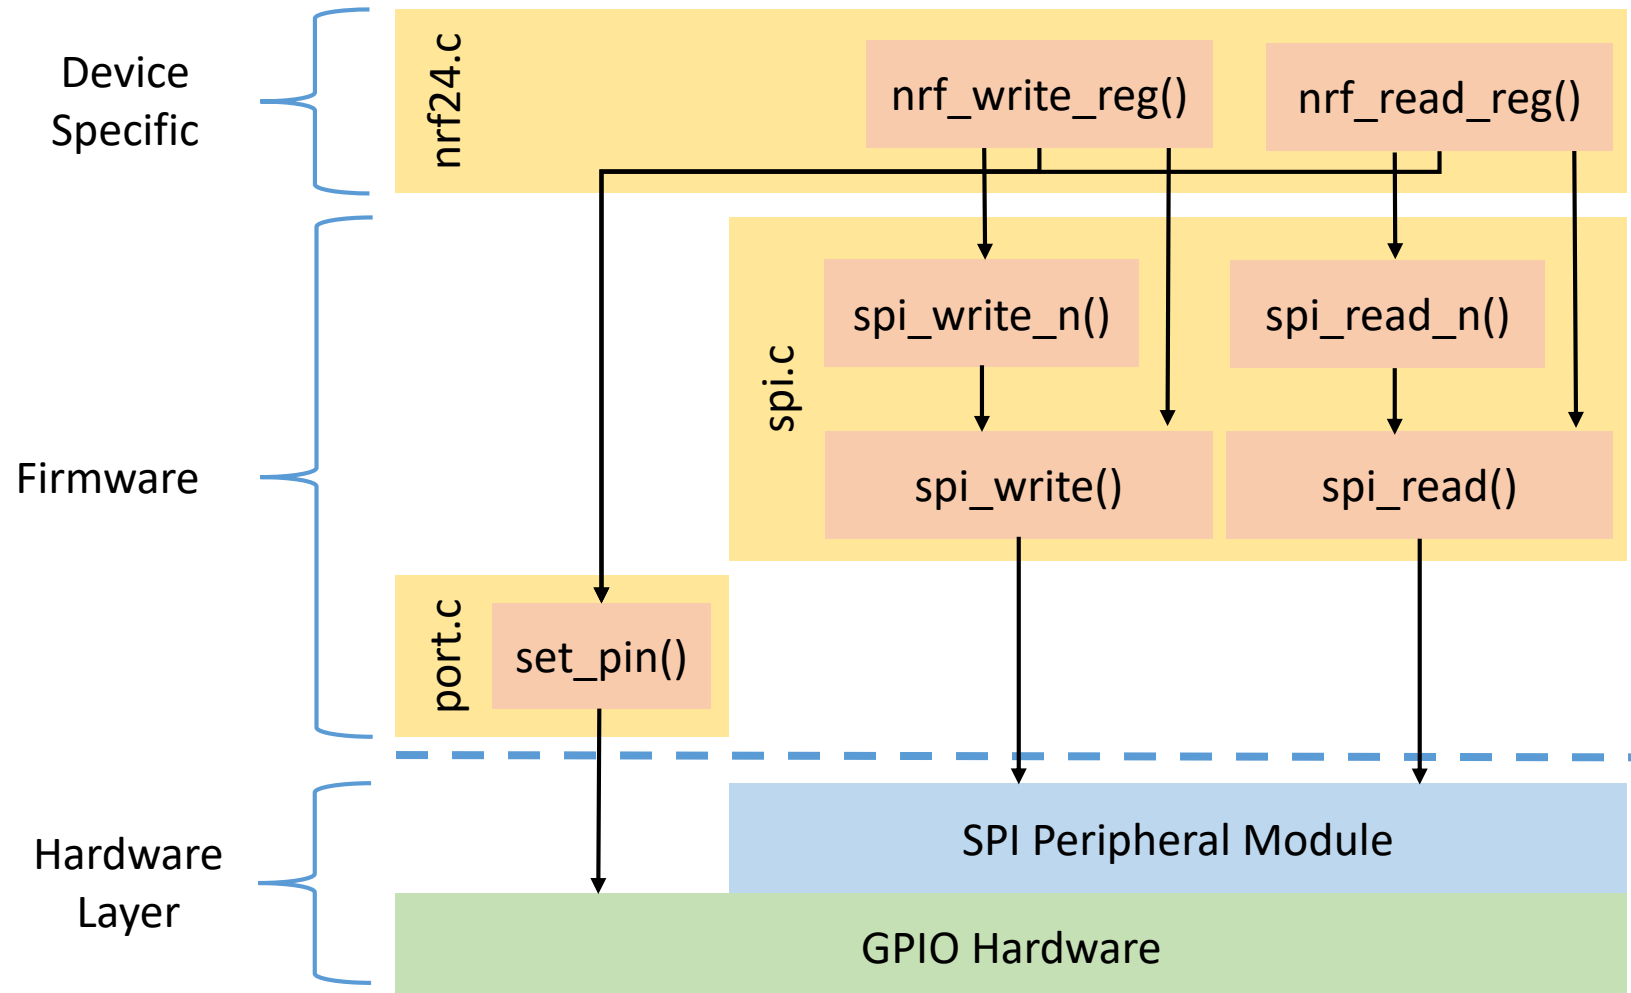 Device
Specific
nrf24.c
nrf_write_reg()
nrf_read_reg()
Firmware
spi.c
spi_write_n()
spi_read_n()
spi_write()
spi_read()
port.c
set_pin()
Hardware
Layer
SPI Peripheral Module
GPIO Hardware